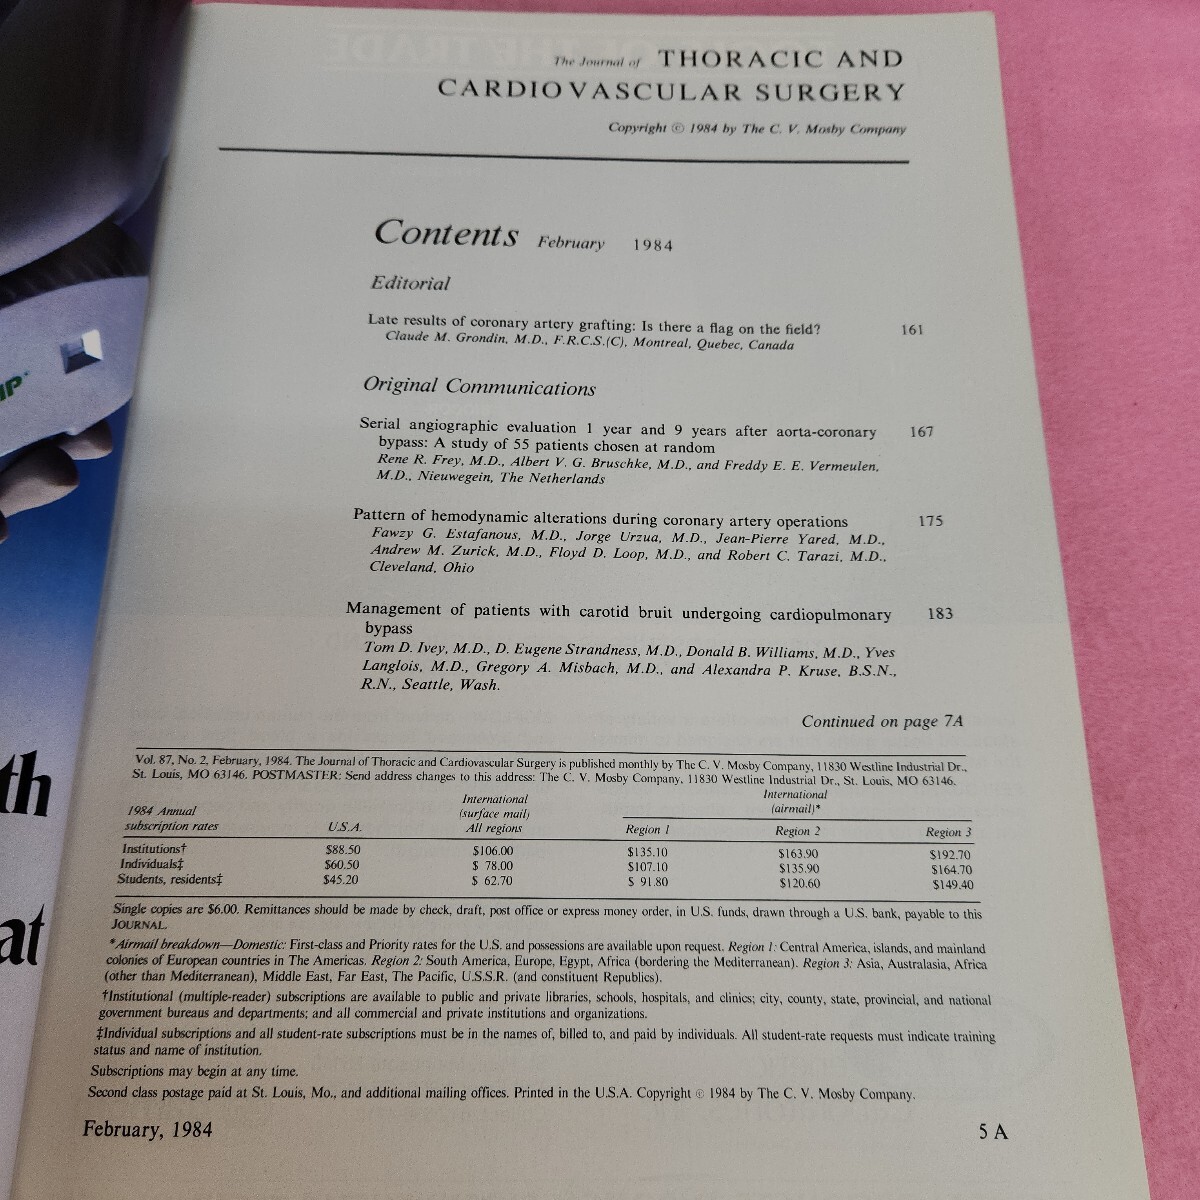 The Journal of THORACIC AND
CARDIOVASCULAR SURGERY
Copyright © 1984 by The C. V. Mosby Company
Contents February 1984
Editorial
Late results of coronary artery grafting: Is there a flag on the field? 161
Claude M. Grondin, M.D., F.R.C.S.(C), Montreal, Quebec, Canada
Original Communications
Serial angiographic evaluation 1 year and 9 years after aorta-coronary 167
bypass: A study of 55 patients chosen at random
Rene R. Frey, M.D., Albert V. G. Bruschke, M.D., and Freddy E. E. Vermeulen,
M.D., Nieuwegein, The Netherlands
Pattern of hemodynamic alterations during coronary artery operations 175
Fawzy G. Estafanous, M.D., Jorge Urzua, M.D., Jean-Pierre Yared, M.D.,
Andrew M. Zurick, M.D., Floyd D. Loop, M.D., and Robert C. Tarazi, M.D.,
Cleveland, Ohio
Management of patients with carotid bruit undergoing cardiopulmonary 183
bypass
Tom D. Ivey, M.D., D. Eugene Strandness, M.D., Donald B. Williams, M.D., Yves
Langlois, M.D., Gregory A. Misbach, M.D., and Alexandra P. Kruse, B.S.N.,
R.N., Seattle, Wash.
Continued on page 7A
Vol. 87, No. 2, February, 1984. The Journal of Thoracic and Cardiovascular Surgery is published monthly by The C. V. Mosby Company, 11830 Westline Industrial Dr.,
St. Louis, MO 63146. POSTMASTER: Send address changes to this address: The C. V. Mosby Company, 11830 Westline Industrial Dr., St. Louis, MO 63146.
International International
1984 Annual (surface mail) (airmail)*
subscription rates U.S.A. All regions Region 1 Region 2 Region 3
Institutions† $88.50 $106.00 $135.10 $163.90 $192.70
Individuals‡ $60.50 $ 78.00 $107.10 $135.90 $164.70
Students, residents‡ $45.20 $ 62.70 $ 91.80 $120.60 $149.40
Single copies are $6.00. Remittances should be made by check, draft, post office or express money order, in U.S. funds, drawn through a U.S. bank, payable to this
JOURNAL.
*Airmail breakdown—Domestic: First-class and Priority rates for the U.S. and possessions are available upon request. Region 1: Central America, islands, and mainland
colonies of European countries in The Americas. Region 2: South America, Europe, Egypt, Africa (bordering the Mediterranean). Region 3: Asia, Australasia, Africa
(other than Mediterranean), Middle East, Far East, The Pacific, U.S.S.R. (and constituent Republics).
†Institutional (multiple-reader) subscriptions are available to public and private libraries, schools, hospitals, and clinics; city, county, state, provincial, and national
government bureaus and departments; and all commercial and private institutions and organizations.
‡Individual subscriptions and all student-rate subscriptions must be in the names of, billed to, and paid by individuals. All student-rate requests must indicate training
status and name of institution.
Subscriptions may begin at any time.
Second class postage paid at St. Louis, Mo., and additional mailing offices. Printed in the U.S.A. Copyright © 1984 by The C. V. Mosby Company.
February, 1984 5 A
th
at